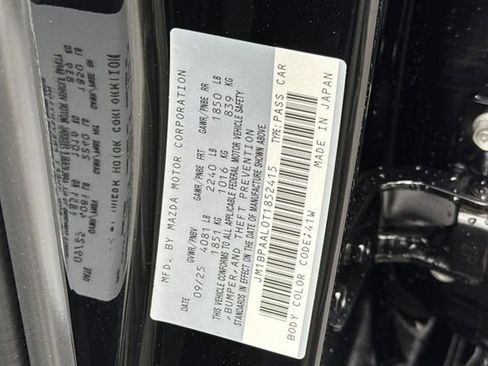 MFD. BY MAZDA MOTOR CORPORATION
DATE GVWR/PNBV GAWR/PNBE FRT GAWR/PNBE RR
09/25 4081 LB 2240 LB 1850 LB
1851 KG 1016 KG 839 KG
THIS VEHICLE CONFORMS TO ALL APPLICABLE FEDERAL MOTOR VEHICLE SAFETY
,BUMPER,AND THEFT PREVENTION
STANDARDS IN EFFECT ON THE DATE OF MANUFACTURE SHOWN ABOVE.
JM1BPAAL0T1852415 TYPE:PASS CAR
BODY COLOR CODE:41W MADE IN JAPAN